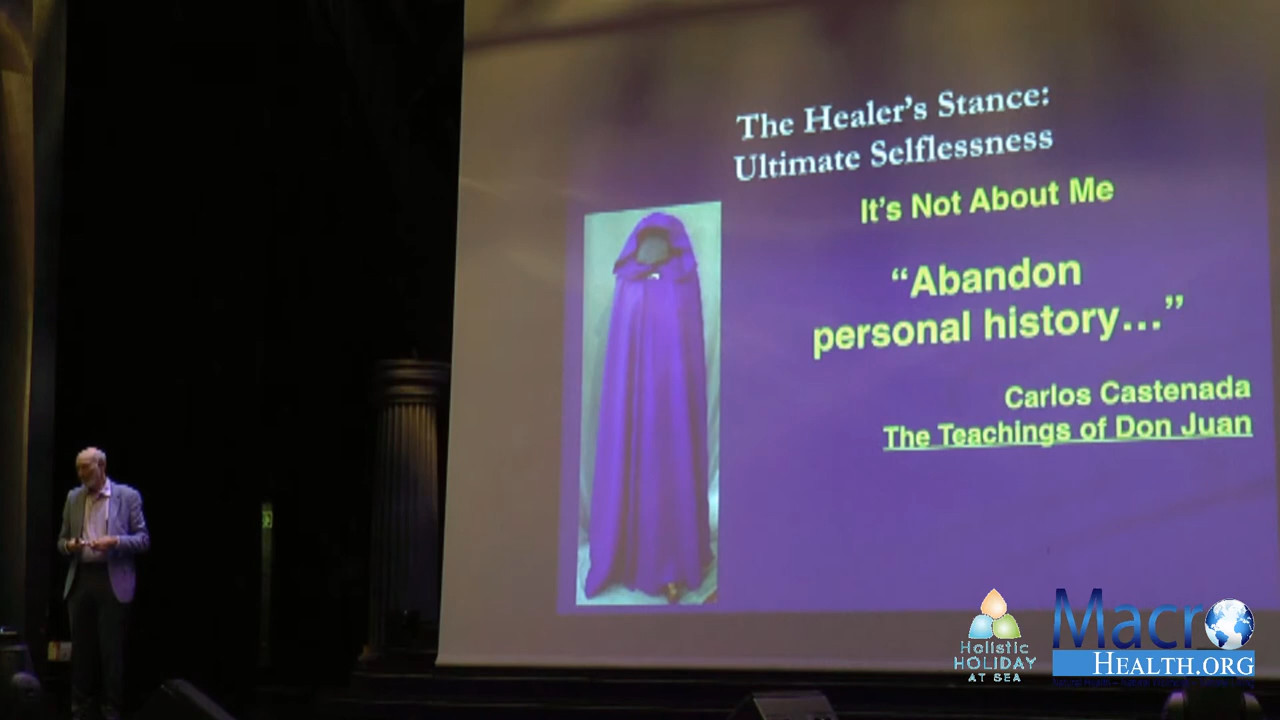 The Healer's Stance:
Ultimate Selflessness
It's Not About Me
“Abandon
personal history…”
Carlos Castenada
The Teachings of Don Juan
Holistic
HOLIDAY
AT SEA
Macro
HEALTH.ORG